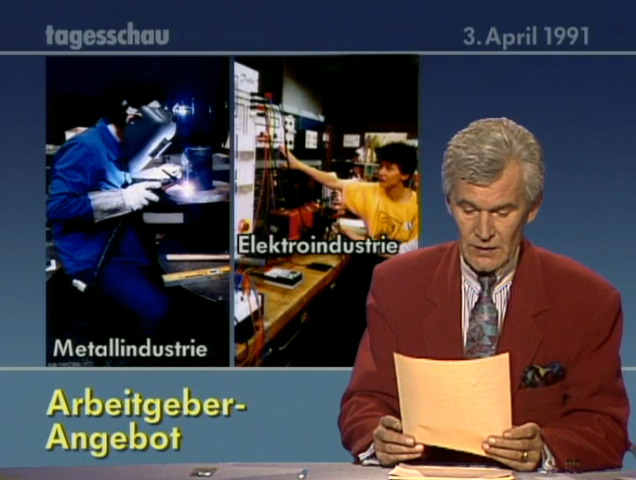 tagesschau
3. April 1991
Elektroindustrie
Metallindustrie
Arbeitgeber-
Angebot